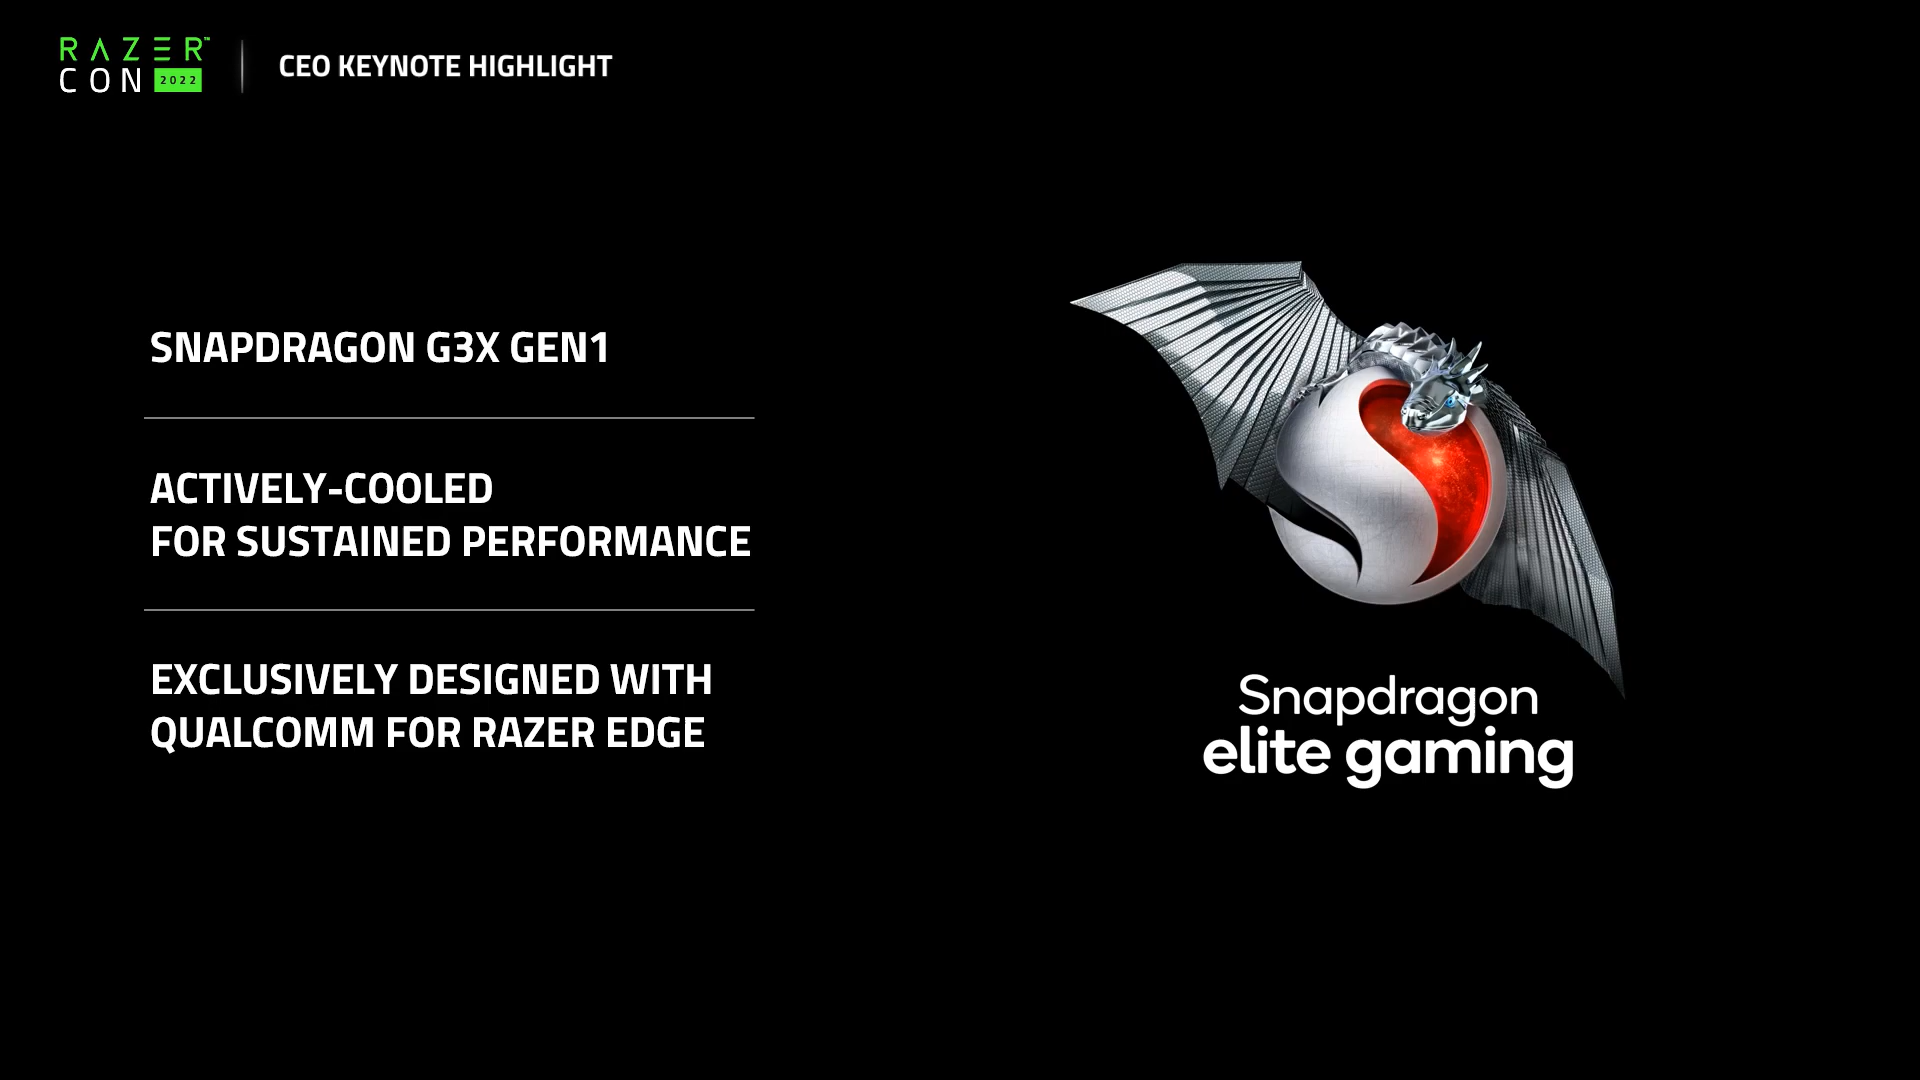 RAZER™
CON 2022
CEO KEYNOTE HIGHLIGHT
SNAPDRAGON G3X GEN1
ACTIVELY-COOLED
FOR SUSTAINED PERFORMANCE
EXCLUSIVELY DESIGNED WITH
QUALCOMM FOR RAZER EDGE
Snapdragon
elite gaming